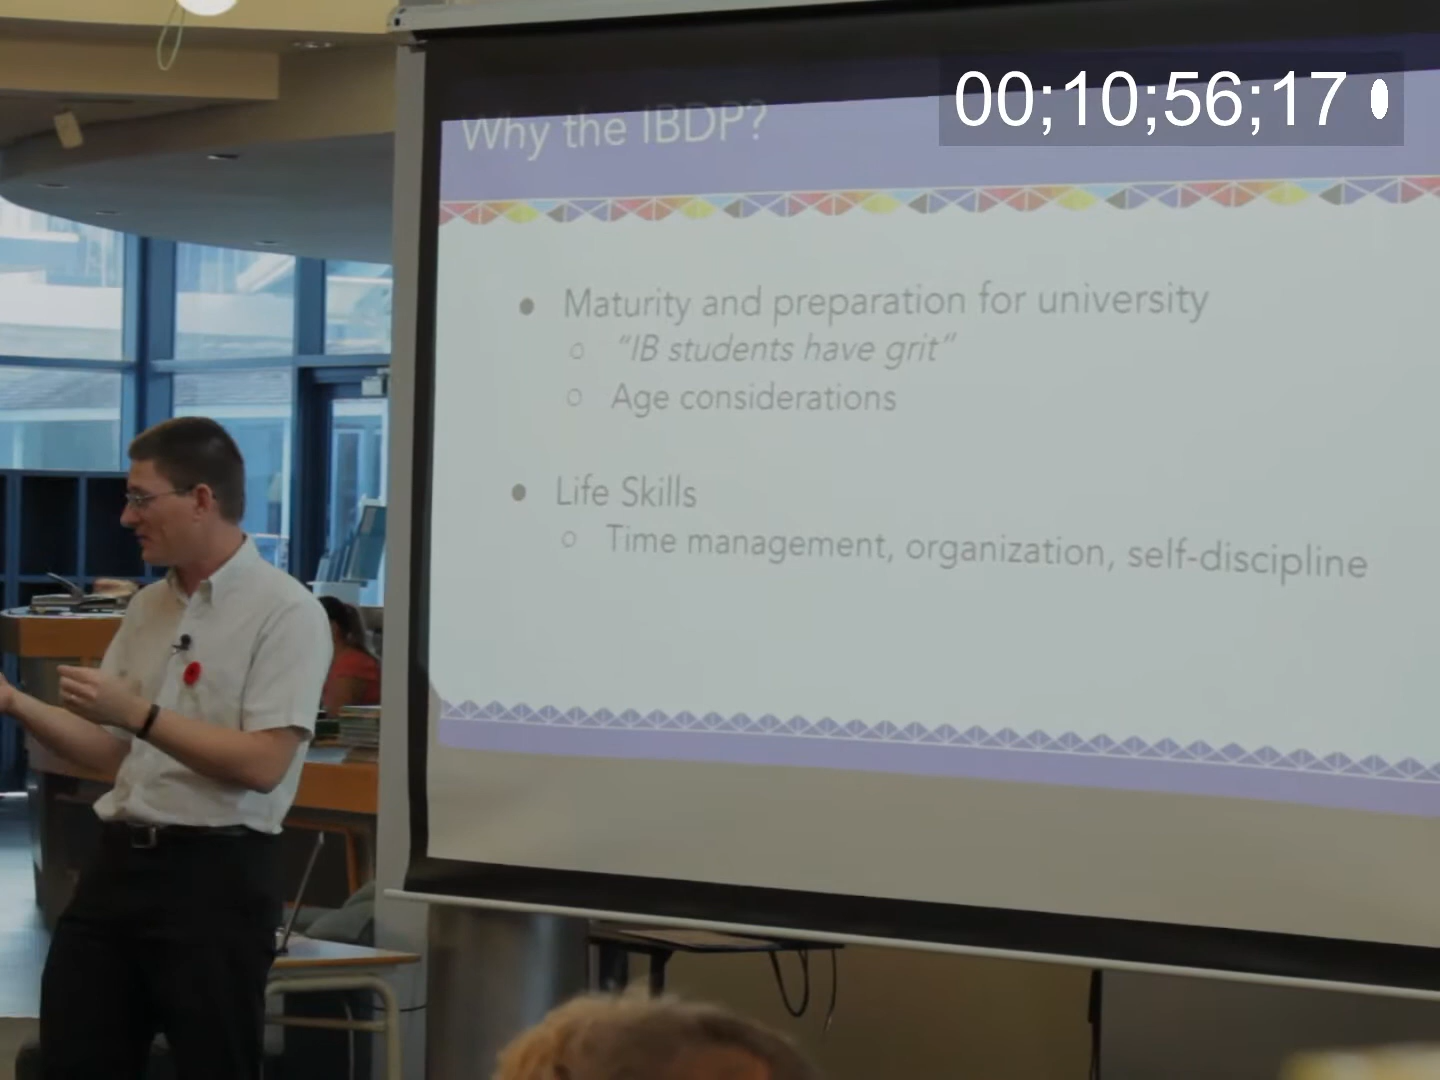 00;10;56;17
Why the IBDP?
● Maturity and preparation for university
○ "IB students have grit"
○ Age considerations
● Life Skills
○ Time management, organization, self-discipline